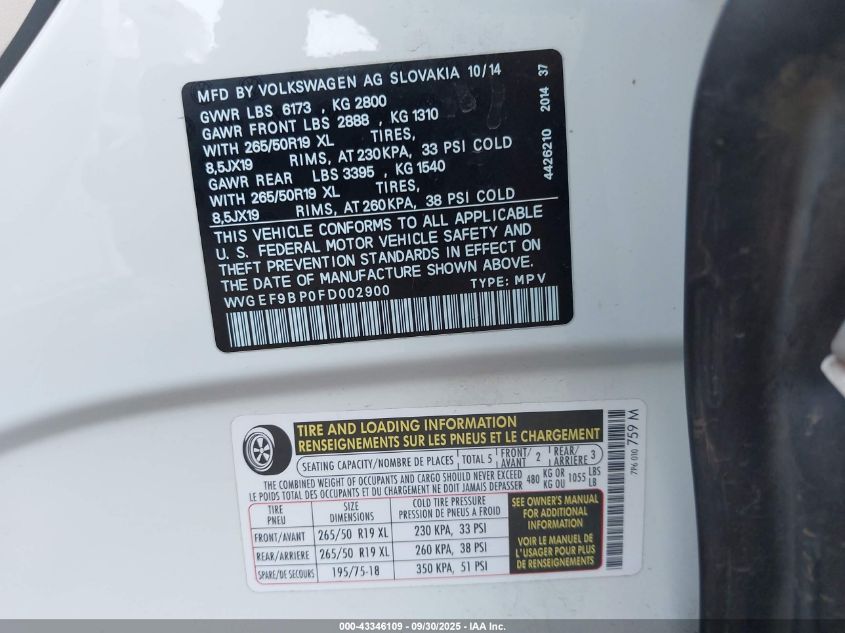 MFD BY VOLKSWAGEN AG SLOVAKIA 10/14
GVWR LBS 6173 , KG 2800
GAWR FRONT LBS 2888 , KG 1310
WITH 265/50R19 XL TIRES,
8,5JX19 RIMS, AT 230 KPA, 33 PSI COLD
GAWR REAR LBS 3395 , KG 1540
WITH 265/50R19 XL TIRES,
8,5JX19 RIMS, AT 260 KPA, 38 PSI COLD
THIS VEHICLE CONFORMS TO ALL APPLICABLE
U. S. FEDERAL MOTOR VEHICLE SAFETY AND
THEFT PREVENTION STANDARDS IN EFFECT ON
THE DATE OF MANUFACTURE SHOWN ABOVE.
WVGEF9BP0FD002900 TYPE: MPV
4426210 2014 37
TIRE AND LOADING INFORMATION
RENSEIGNEMENTS SUR LES PNEUS ET LE CHARGEMENT
SEATING CAPACITY/NOMBRE DE PLACES TOTAL 5 FRONT/AVANT 2 REAR/ARRIERE 3
THE COMBINED WEIGHT OF OCCUPANTS AND CARGO SHOULD NEVER EXCEED 480 KG OR 1055 LBS
LE POIDS TOTAL DES OCCUPANTS ET DU CHARGEMENT NE DOIT JAMAIS DEPASSER KG OU LB
TIRE PNEU SIZE DIMENSIONS COLD TIRE PRESSURE PRESSION DE PNEUS A FROID
FRONT/AVANT 265/50 R19 XL 230 KPA, 33 PSI
REAR/ARRIERE 265/50 R19 XL 260 KPA, 38 PSI
SPARE/DE SECOURS 195/75-18 350 KPA, 51 PSI
SEE OWNER'S MANUAL
FOR ADDITIONAL
INFORMATION
VOIR LE MANUEL DE
L'USAGER POUR PLUS DE
RENSEIGNEMENTS
7P6 010 759 M
000-43346109 - 09/30/2025 - IAA Inc.